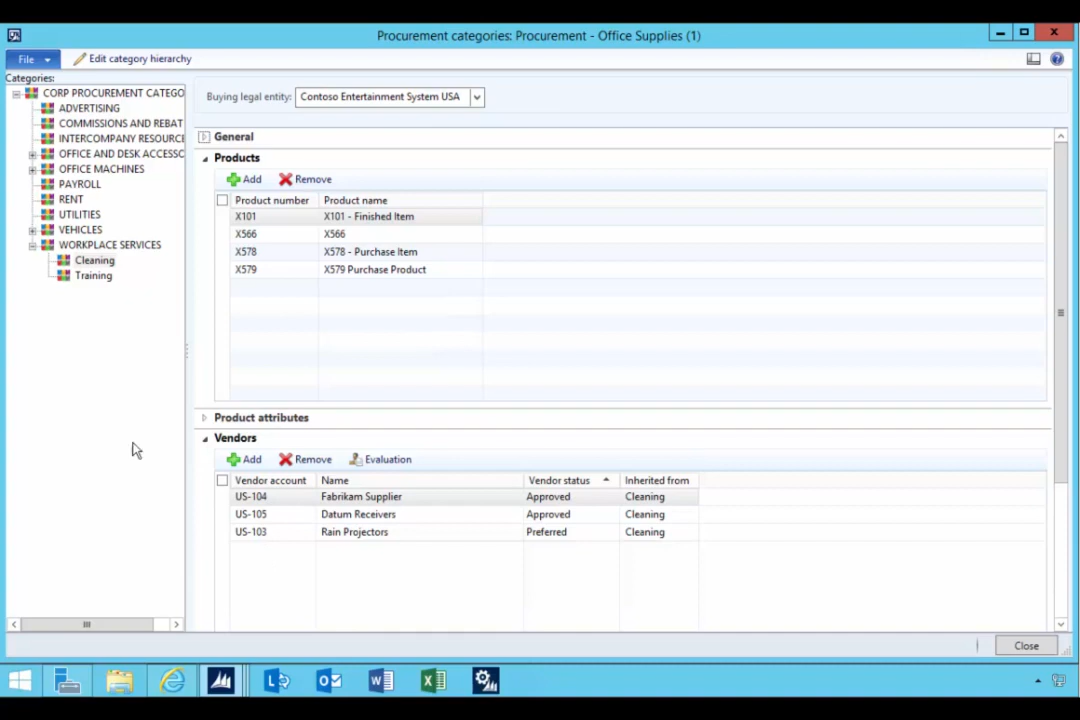 Procurement categories: Procurement - Office Supplies (1)
File
Edit category hierarchy
Categories:
CORP PROCUREMENT CATEGO
ADVERTISING
COMMISSIONS AND REBAT
INTERCOMPANY RESOURCE
OFFICE AND DESK ACCESSO
OFFICE MACHINES
PAYROLL
RENT
UTILITIES
VEHICLES
WORKPLACE SERVICES
Cleaning
Training
Buying legal entity: Contoso Entertainment System USA
General
Products
Add Remove
Product number Product name
X101 X101 - Finished Item
X566 X566
X578 X578 - Purchase Item
X579 X579 Purchase Product
Product attributes
Vendors
Add Remove Evaluation
Vendor account Name Vendor status Inherited from
US-104 Fabrikam Supplier Approved Cleaning
US-105 Datum Receivers Approved Cleaning
US-103 Rain Projectors Preferred Cleaning
Close